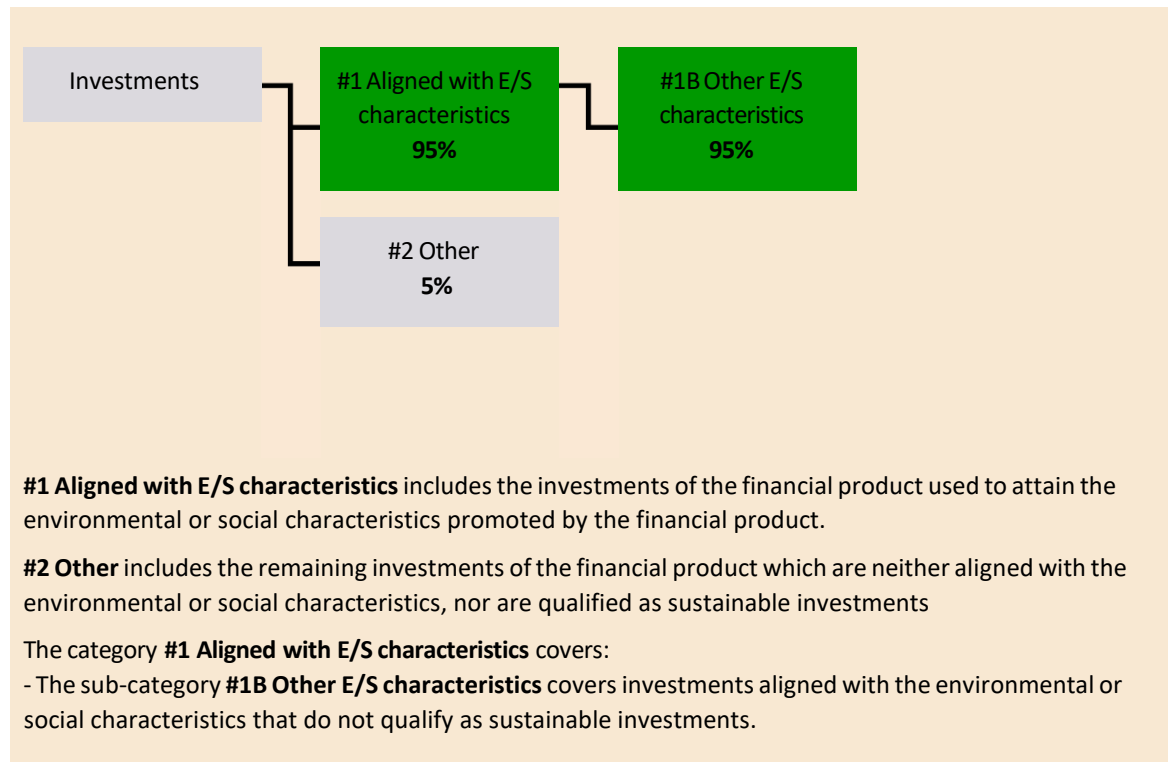 Investments
#1 Aligned with E/S
characteristics
95%
#1B Other E/S
characteristics
95%
#2 Other
5%
#1 Aligned with E/S characteristics includes the investments of the financial product used to attain the
environmental or social characteristics promoted by the financial product.
#2 Other includes the remaining investments of the financial product which are neither aligned with the
environmental or social characteristics, nor are qualified as sustainable investments
The category #1 Aligned with E/S characteristics covers:
- The sub-category #1B Other E/S characteristics covers investments aligned with the environmental or
social characteristics that do not qualify as sustainable investments.